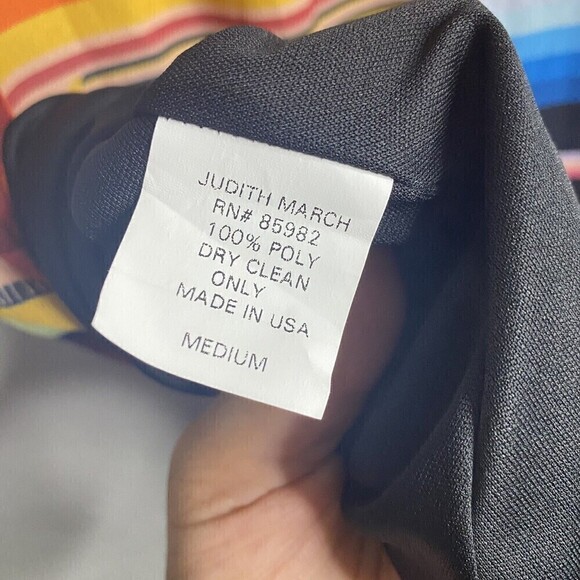 JUDITH MARCH
RN# 85982
100% POLY
DRY CLEAN
ONLY
MADE IN USA
MEDIUM